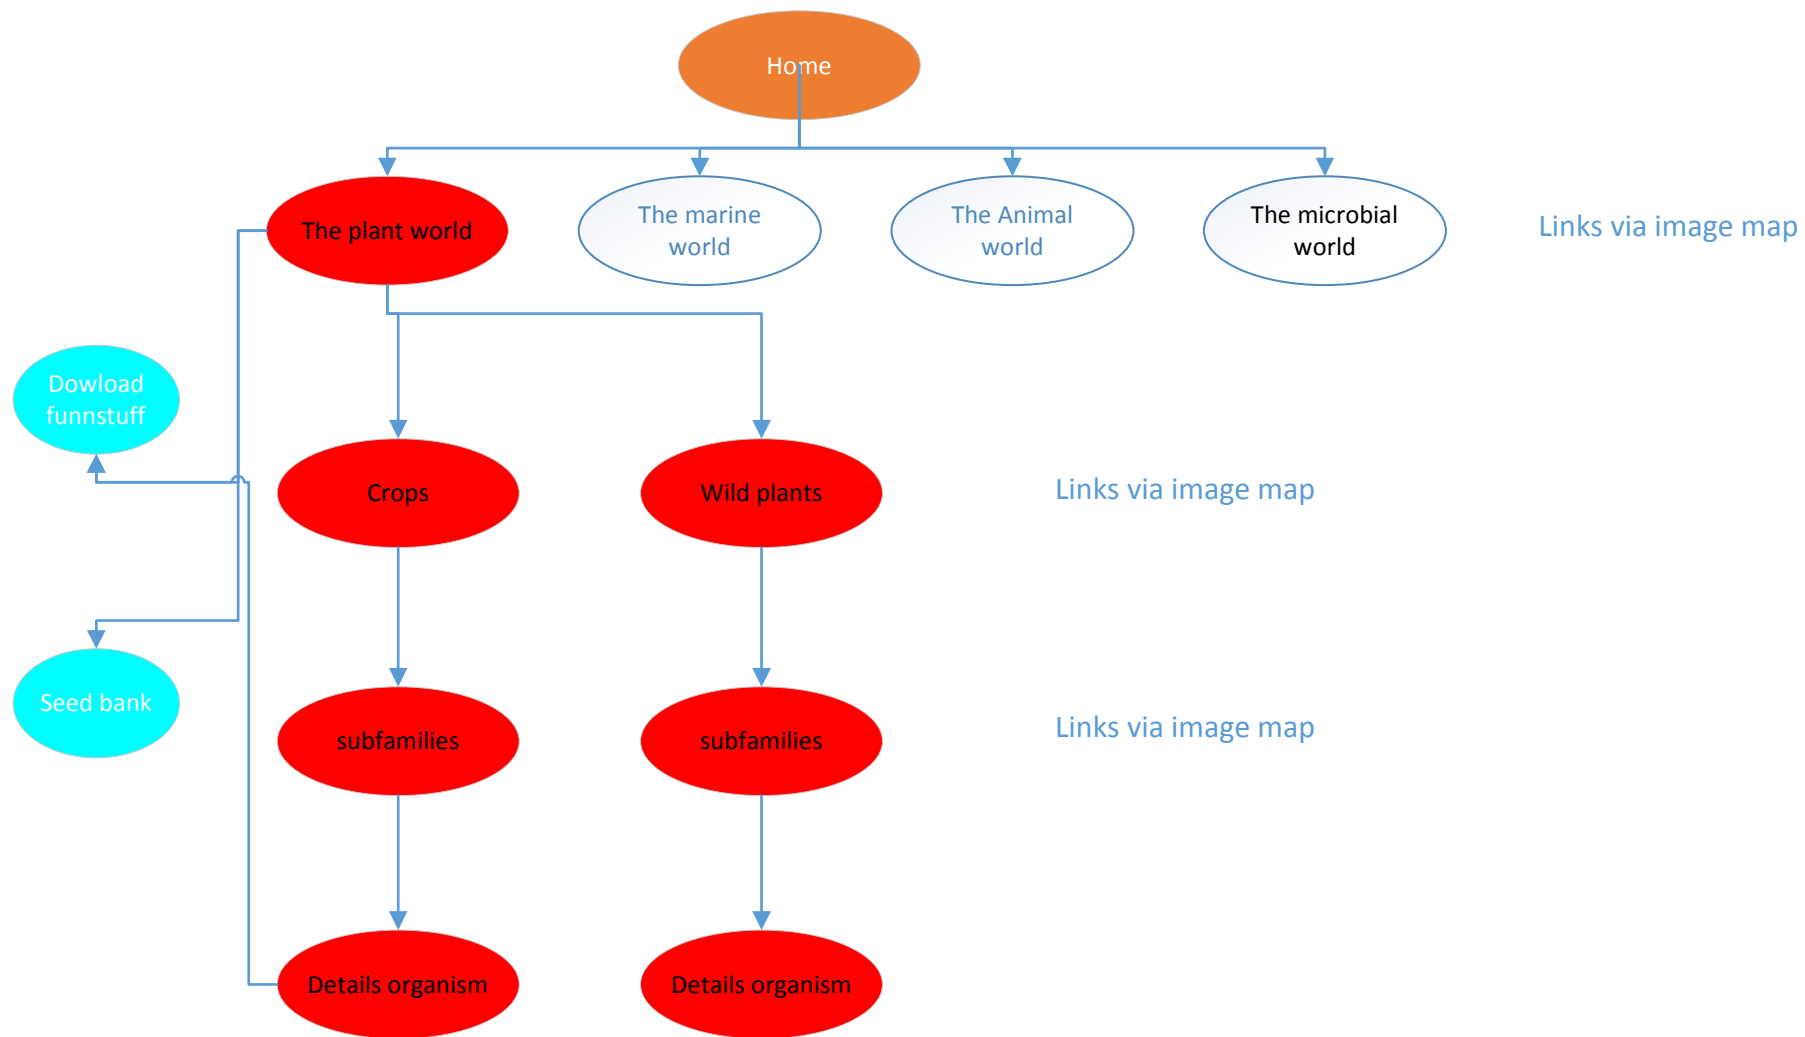 Home
The plant world
The marine
world
The Animal
world
The microbial
world
Links via image map
Dowload
funnstuff
Crops
Wild plants
Links via image map
Seed bank
subfamilies
subfamilies
Links via image map
Details organism
Details organism